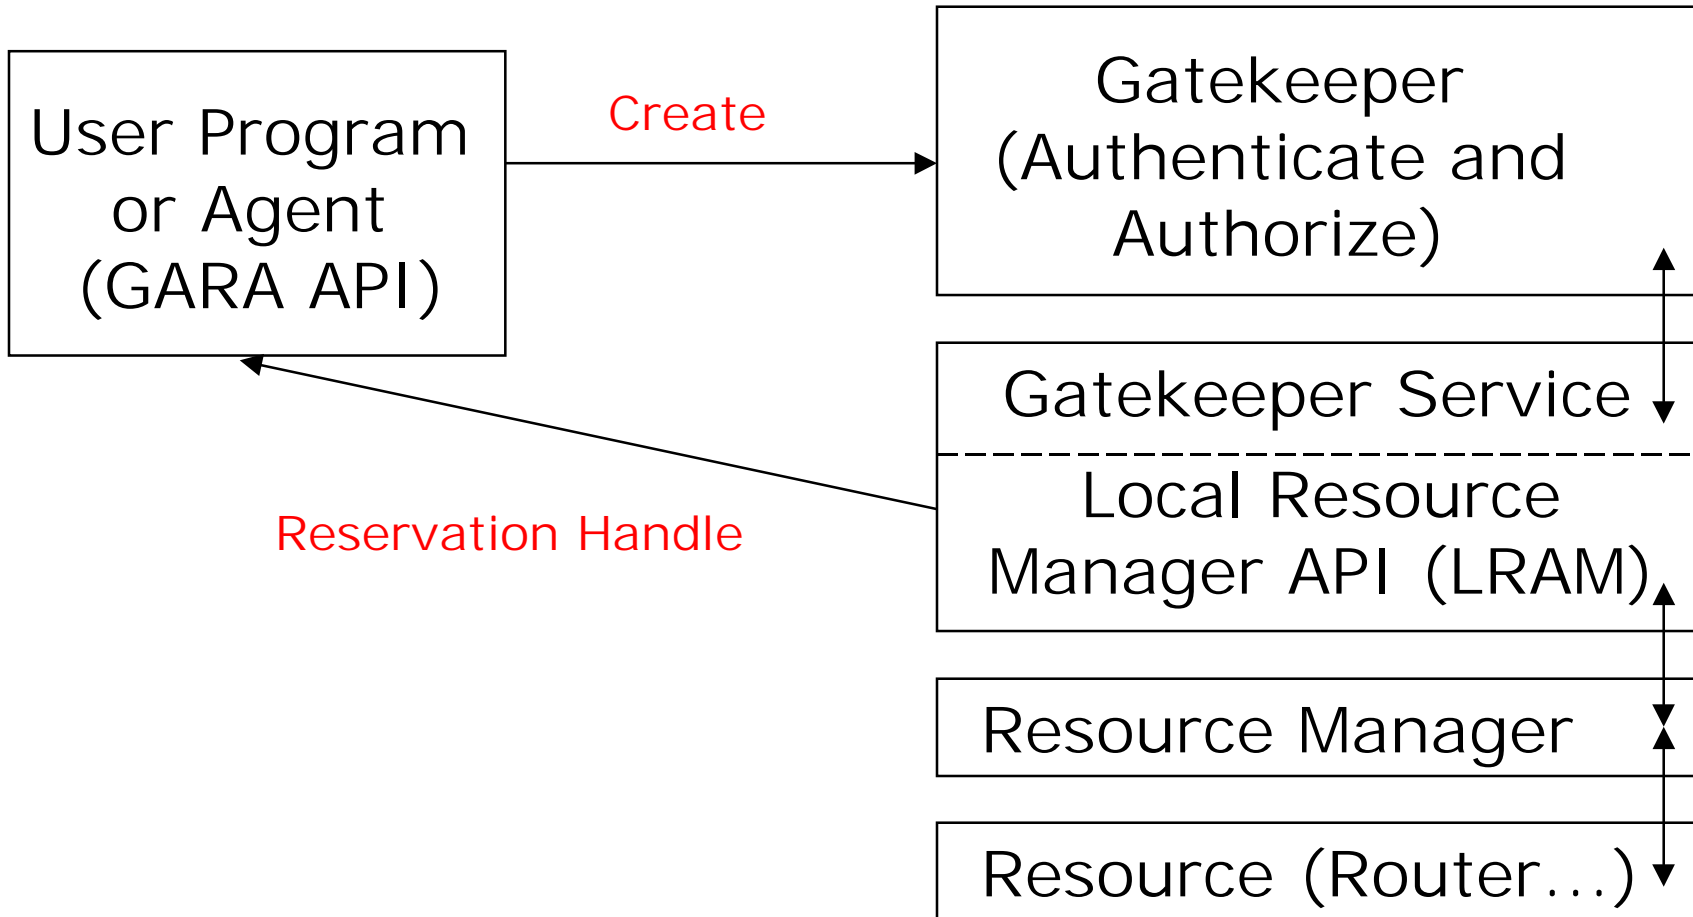 User Program
or Agent
(GARA API)
Create
Gatekeeper
(Authenticate and
Authorize)
Gatekeeper Service
Local Resource
Manager API (LRAM)
Reservation Handle
Resource Manager
Resource (Router...)